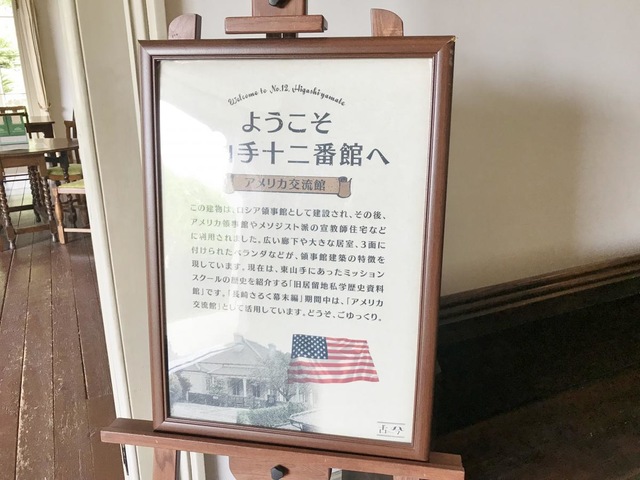 Welcome to No.12, Higashiyamate
ようこそ
山手十二番館へ
アメリカ交流館
この建物は、ロシア領事館として建設され、その後、
アメリカ領事館やメソジスト派の宣教師住宅など
に利用されました。広い廊下や大きな居室、3面に
付けられたベランダなどが、領事館建築の特徴を
現しています。現在は、東山手にあったミッション
スクールの歴史を紹介する「旧居留地私学歴史資料
館」です。「長崎さるく幕末編」期間中は、「アメリカ
交流館」として活用しています。どうぞ、ごゆっくり。